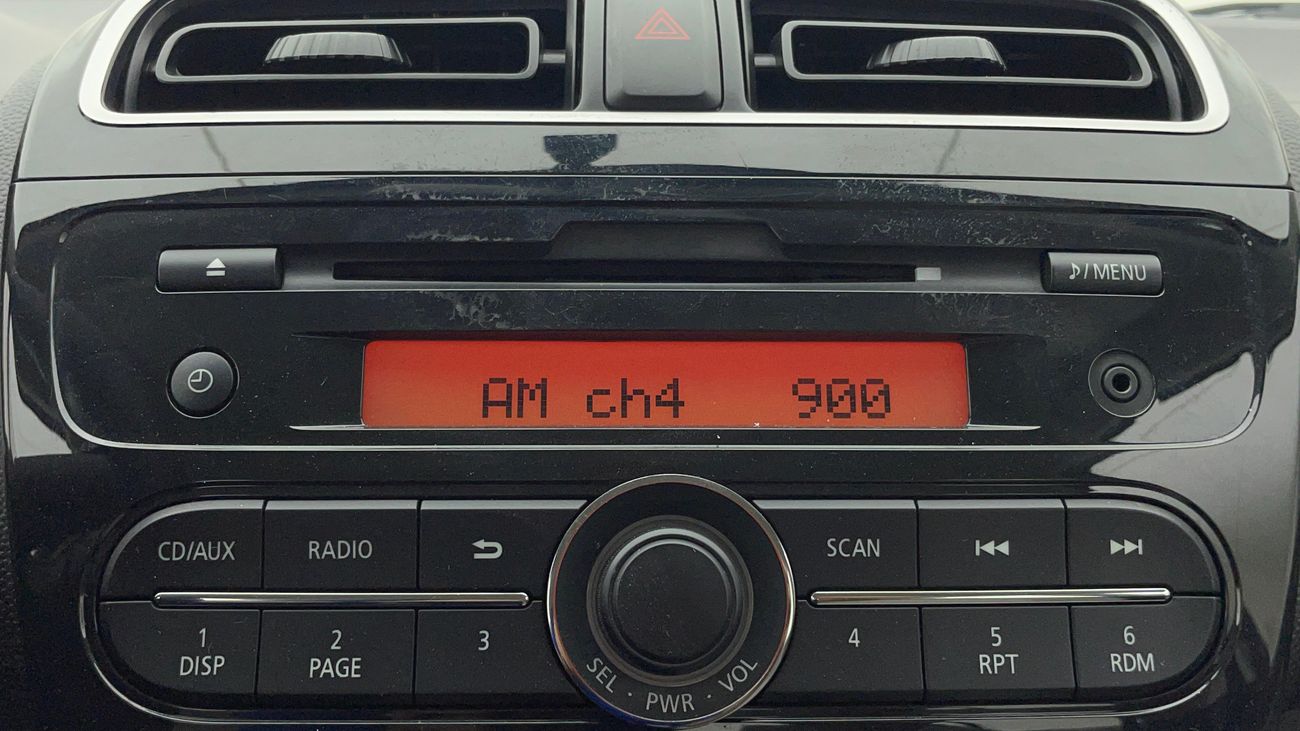 ♪/MENU
AM ch4 900
CD/AUX
RADIO
SCAN
1
DISP
2
PAGE
3
4
5
RPT
6
RDM
SEL · PWR · VOL